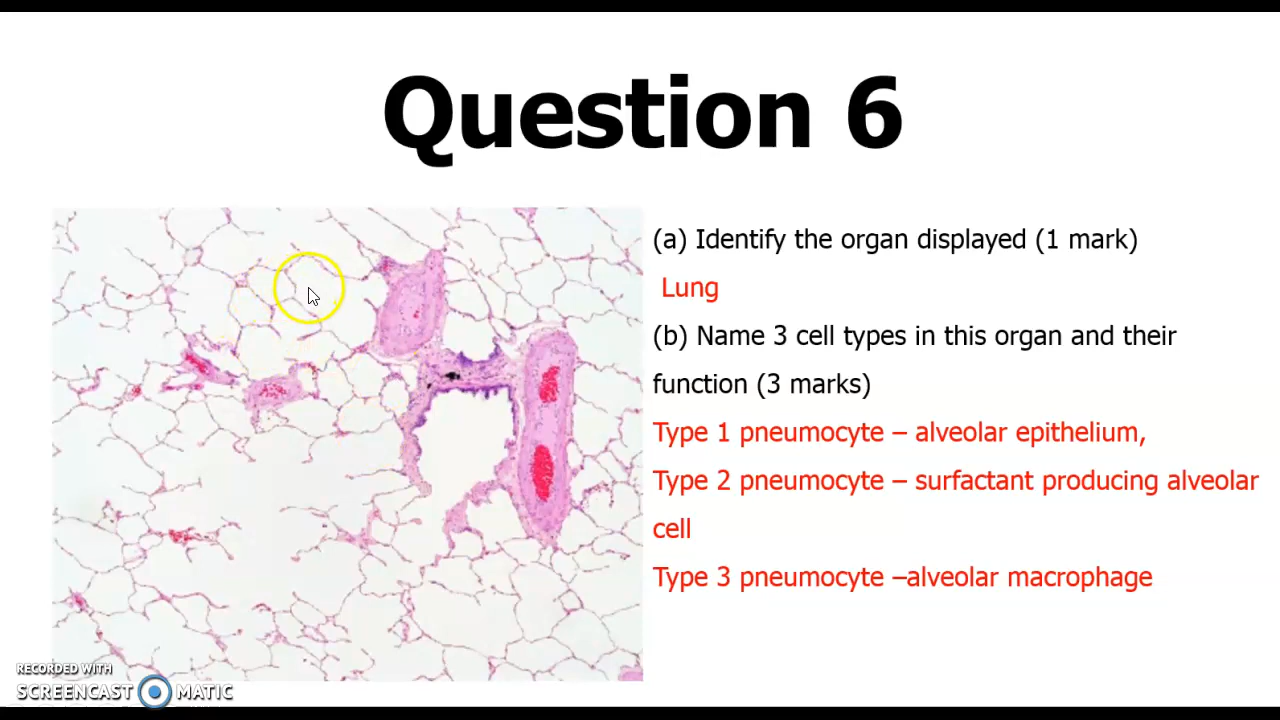 Question 6
(a) Identify the organ displayed (1 mark)
Lung
(b) Name 3 cell types in this organ and their
function (3 marks)
Type 1 pneumocyte – alveolar epithelium,
Type 2 pneumocyte – surfactant producing alveolar
cell
Type 3 pneumocyte –alveolar macrophage
RECORDED WITH
SCREENCAST MATIC